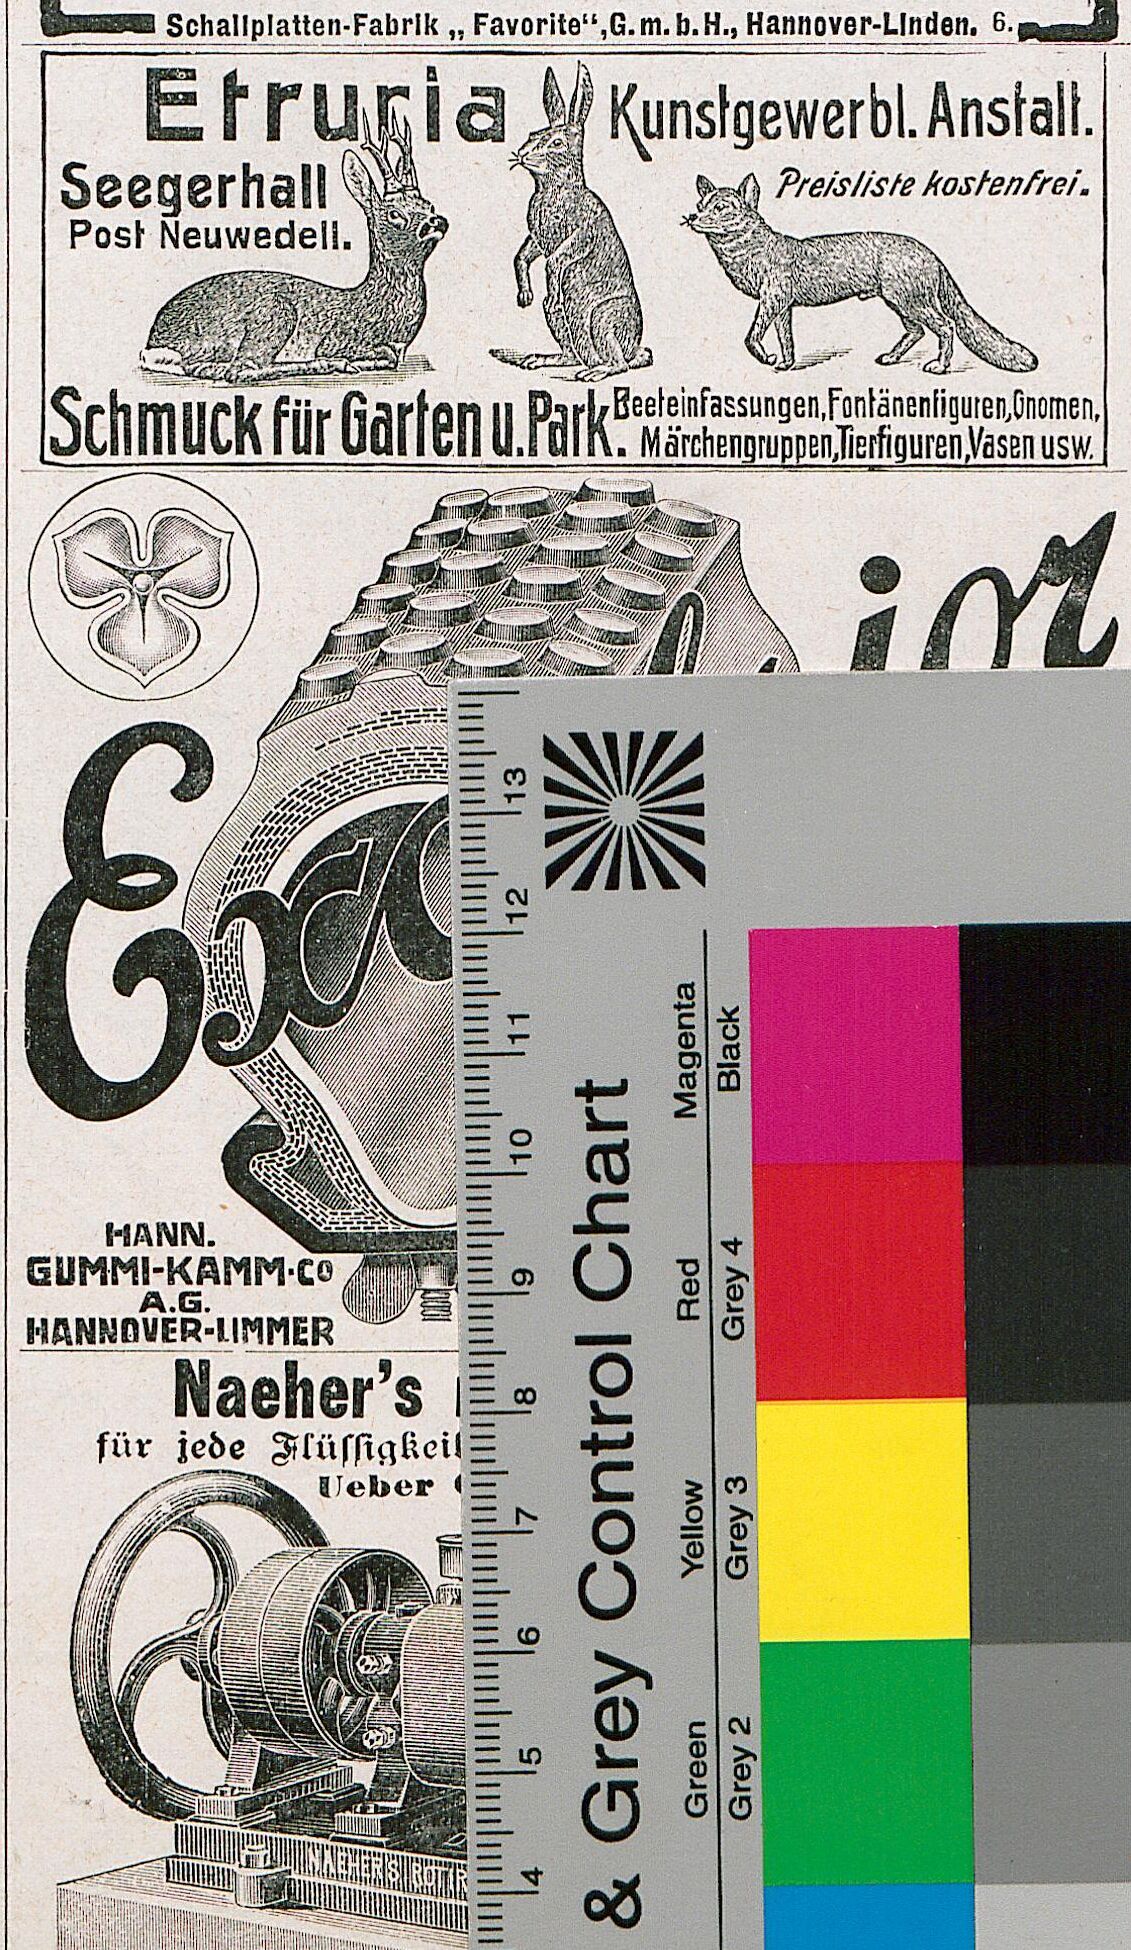 Schallplatten-Fabrik „Favorite“, G. m. b. H., Hannover-Linden. 6.
Etruria Kunstgewerbl. Anstalt.
Seegerhall
Post Neuwedell.
Preisliste kostenfrei.
Schmuck für Garten u. Park.
Beeteinfassungen, Fontänenfiguren, Gnomen,
Märchengruppen, Tierfiguren, Vasen usw.
HANN.
GUMMI-KAMM-CO
A.G.
HANNOVER-LIMMER
Naeher's
für jede
Ueber
NAEHER'S
& Grey Control Chart
Magenta
Black
Red
Grey 4
Yellow
Grey 3
Green
Grey 2
13
12
11
10
9
8
7
6
5
4